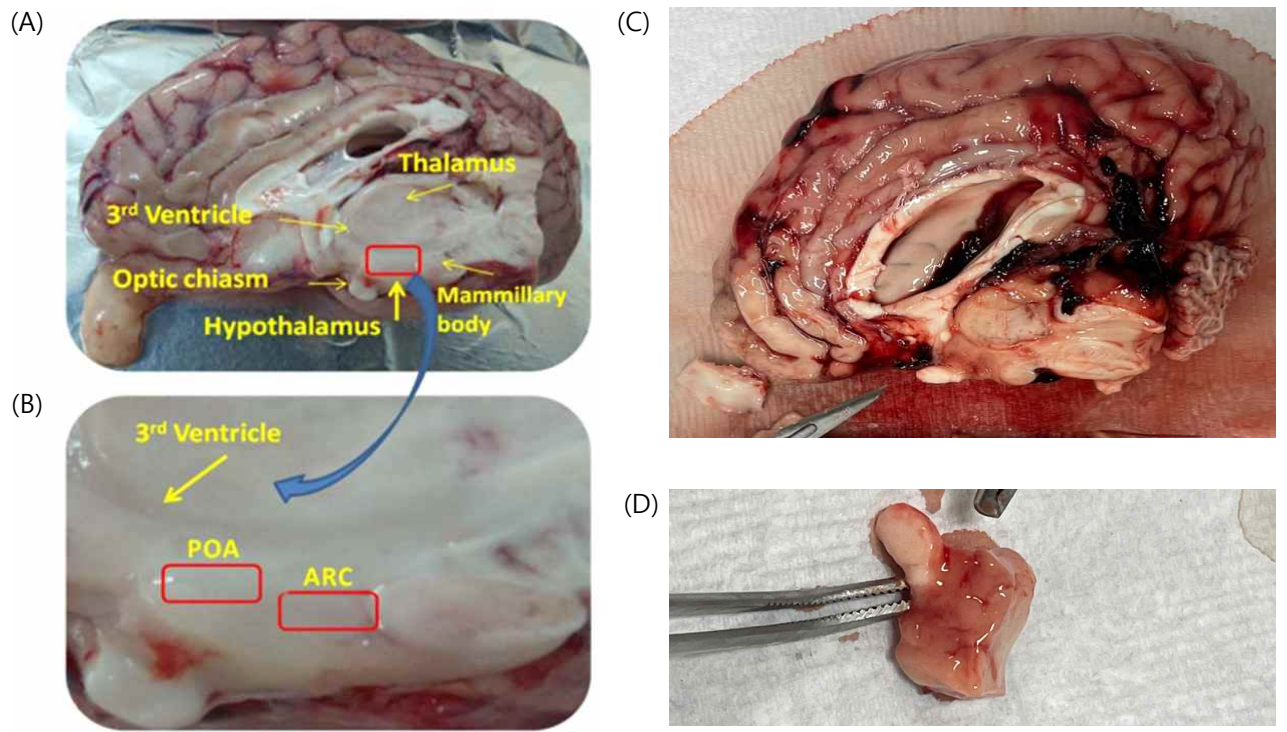 (A)
Thalamus
3rd Ventricle
Optic chiasm
Mammillary
body
Hypothalamus
(B)
3rd Ventricle
POA
ARC
(C)
(D)